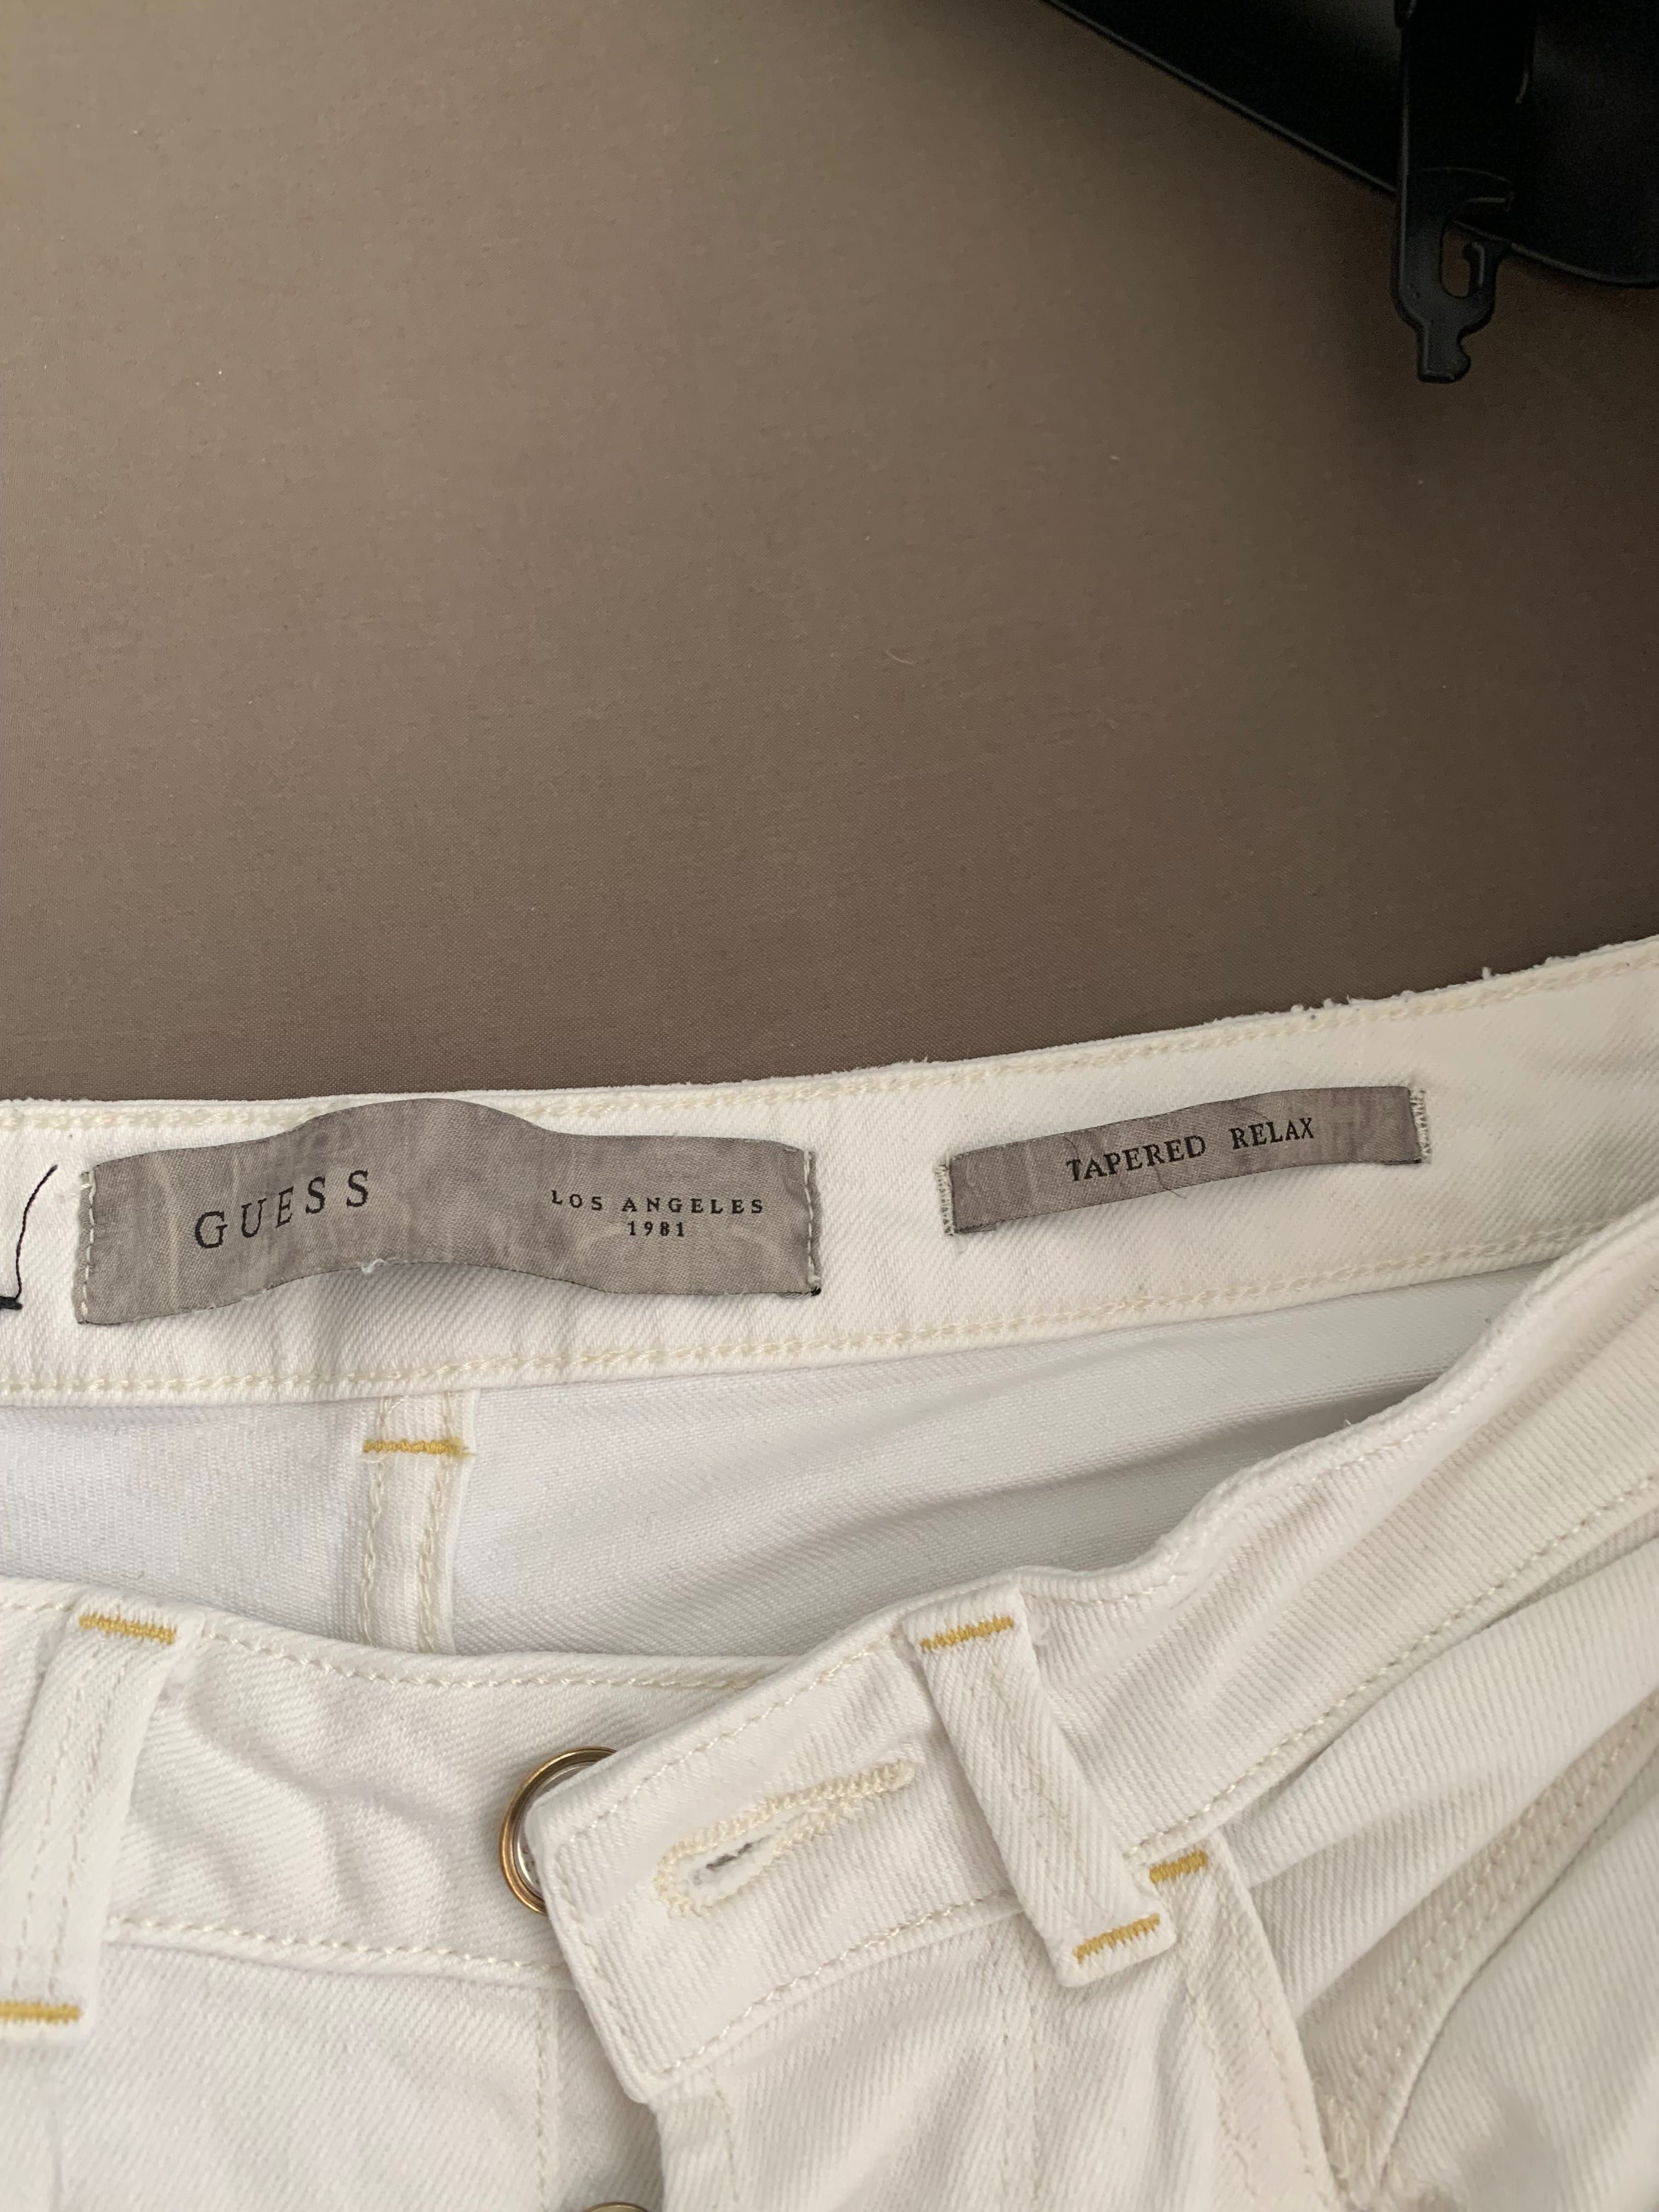 GUESS
LOS ANGELES
1981
TAPERED RELAX